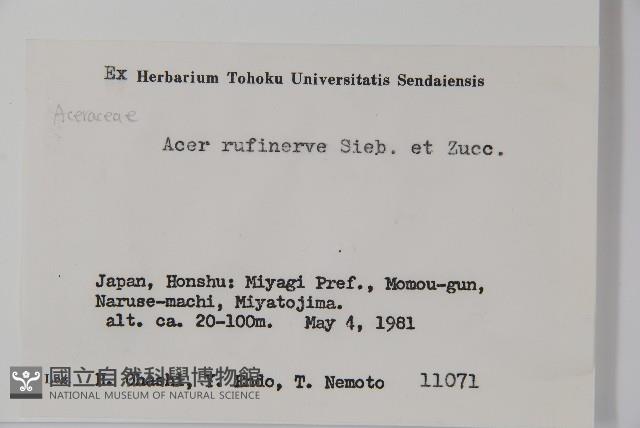 Ex Herbarium Tohoku Universitatis Sendaiensis
Aceraceae
Acer rufinerve Sieb. et Zucc.
Japan, Honshu: Miyagi Pref., Momou-gun,
Naruse-machi, Miyatojima.
alt. ca. 20-100m. May 4, 1981
H. Ohashi, Y. Endo, T. Nemoto 11071
國立自然科學博物館
NATIONAL MUSEUM OF NATURAL SCIENCE